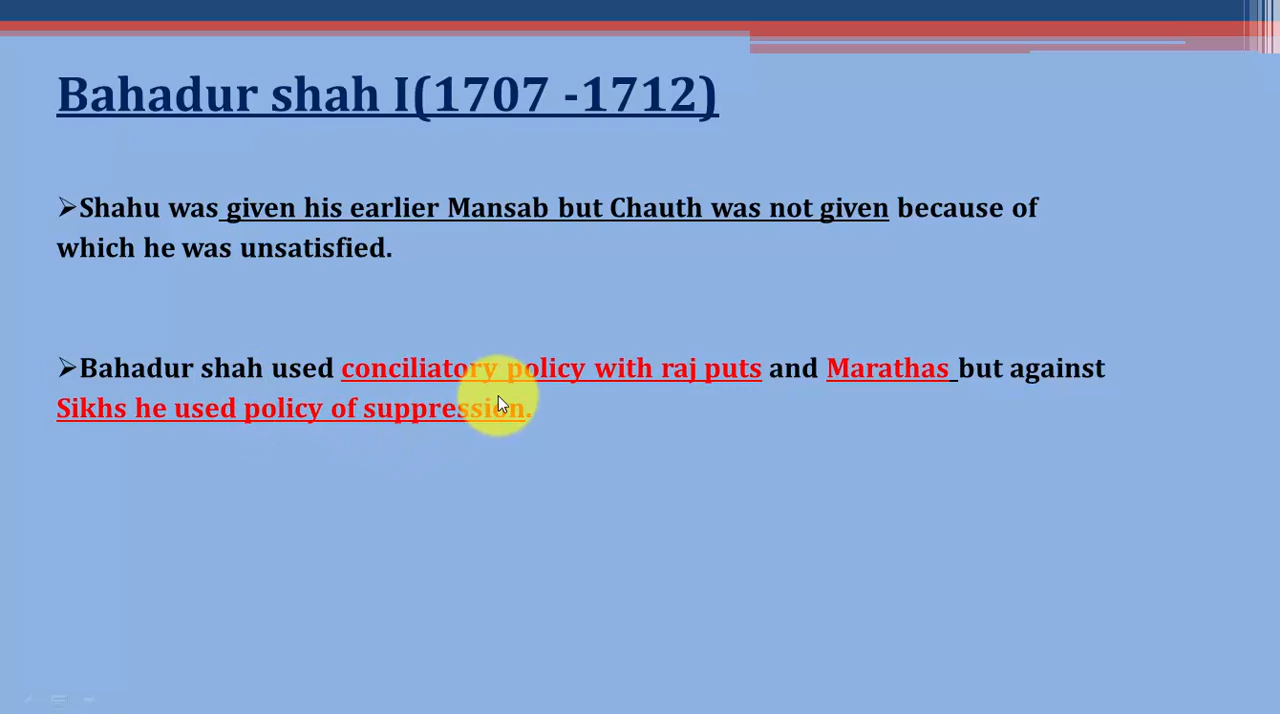 Bahadur shah I(1707 -1712)
➢Shahu was given his earlier Mansab but Chauth was not given because of
which he was unsatisfied.
➢Bahadur shah used conciliatory policy with raj puts and Marathas but against
Sikhs he used policy of suppression.